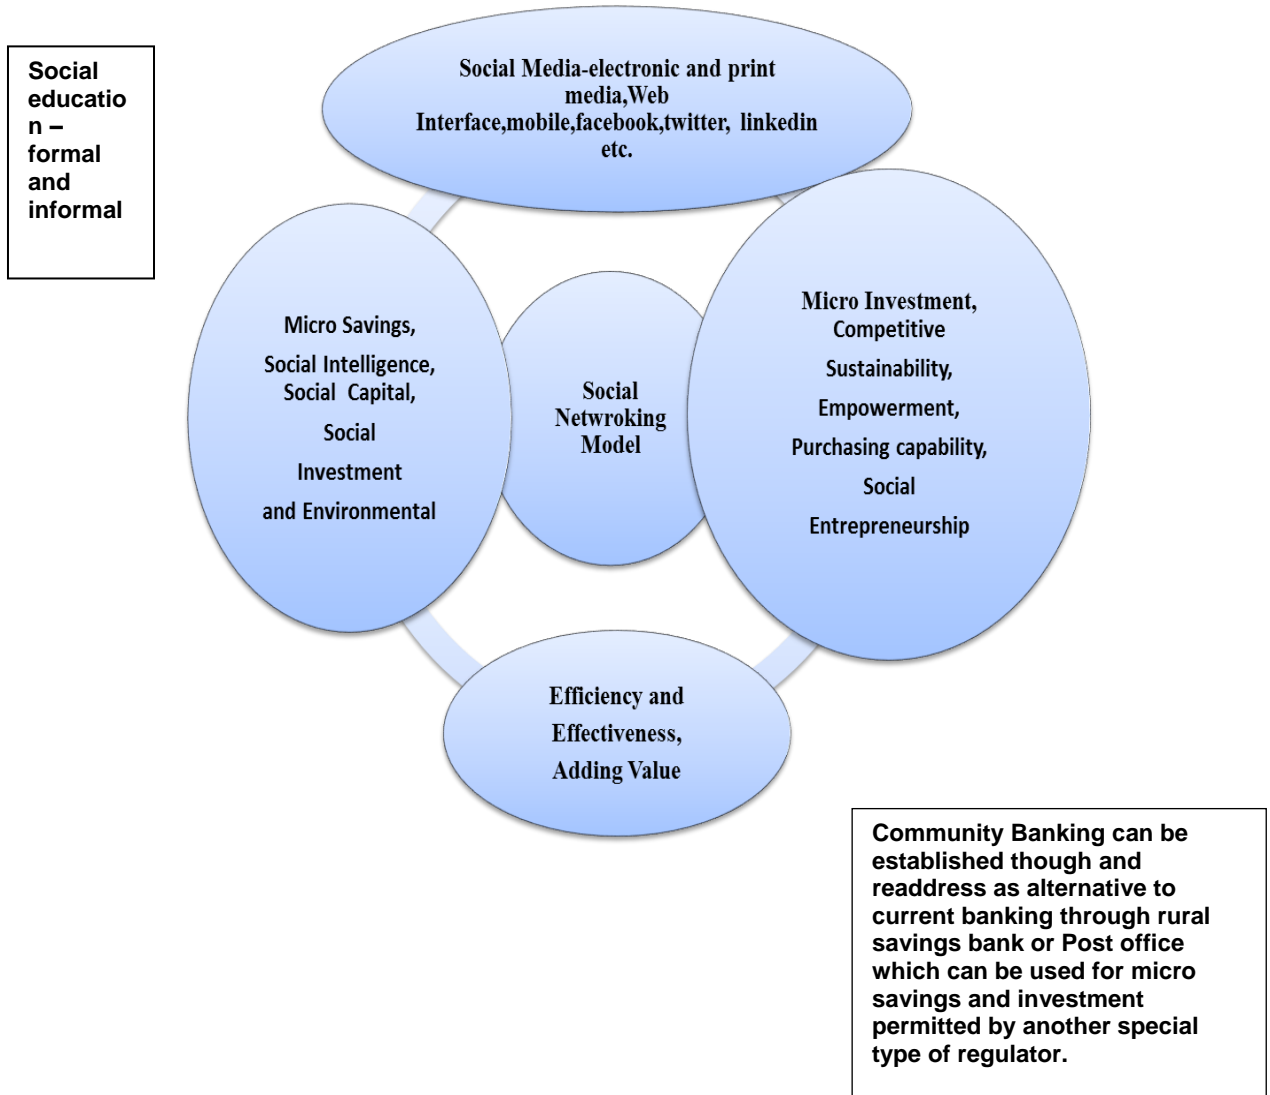 Social
educatio
n –
formal
and
informal
Social Media-electronic and print
media,Web
Interface,mobile,facebook,twitter, linkedin
etc.
Micro Savings,
Social Intelligence,
Social Capital,
Social
Investment
and Environmental
Social
Netwroking
Model
Micro Investment,
Competitive
Sustainability,
Empowerment,
Purchasing capability,
Social
Entrepreneurship
Efficiency and
Effectiveness,
Adding Value
Community Banking can be
established though and
readdress as alternative to
current banking through rural
savings bank or Post office
which can be used for micro
savings and investment
permitted by another special
type of regulator.